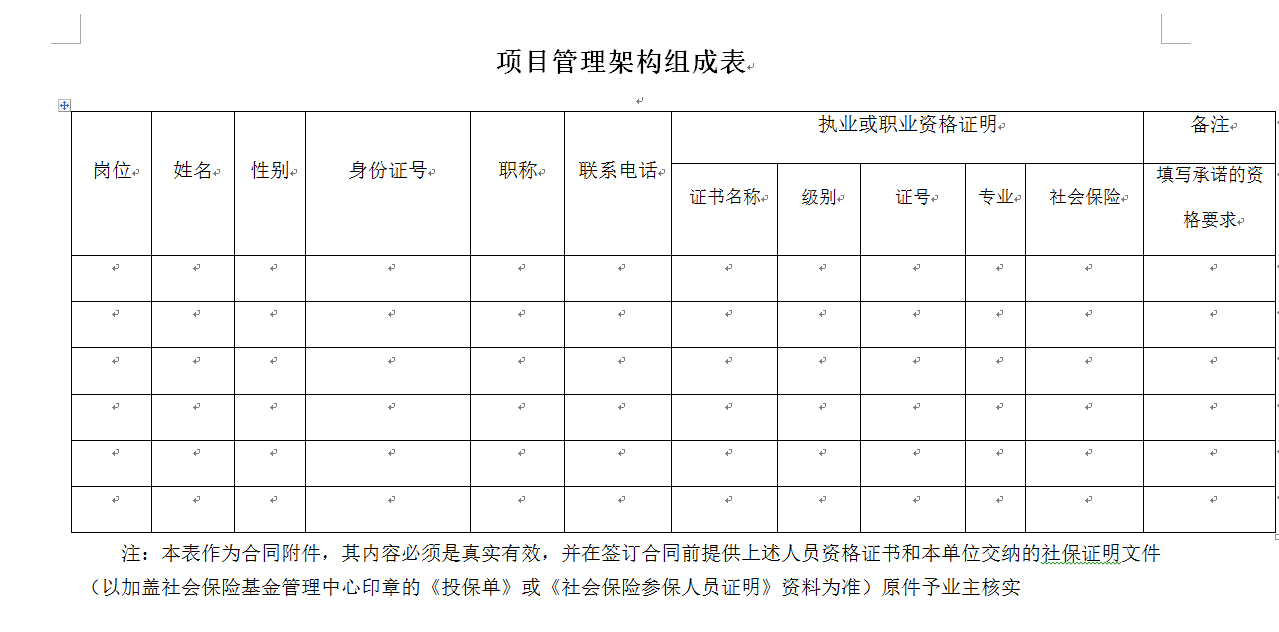 项目管理架构组成表
岗位 姓名 性别 身份证号 职称 联系电话 执业或职业资格证明 备注
证书名称 级别 证号 专业 社会保险 填写承诺的资
格要求
注：本表作为合同附件，其内容必须是真实有效，并在签订合同前提供上述人员资格证书和本单位交纳的社保证明文件
（以加盖社会保险基金管理中心印章的《投保单》或《社会保险参保人员证明》资料为准）原件予业主核实